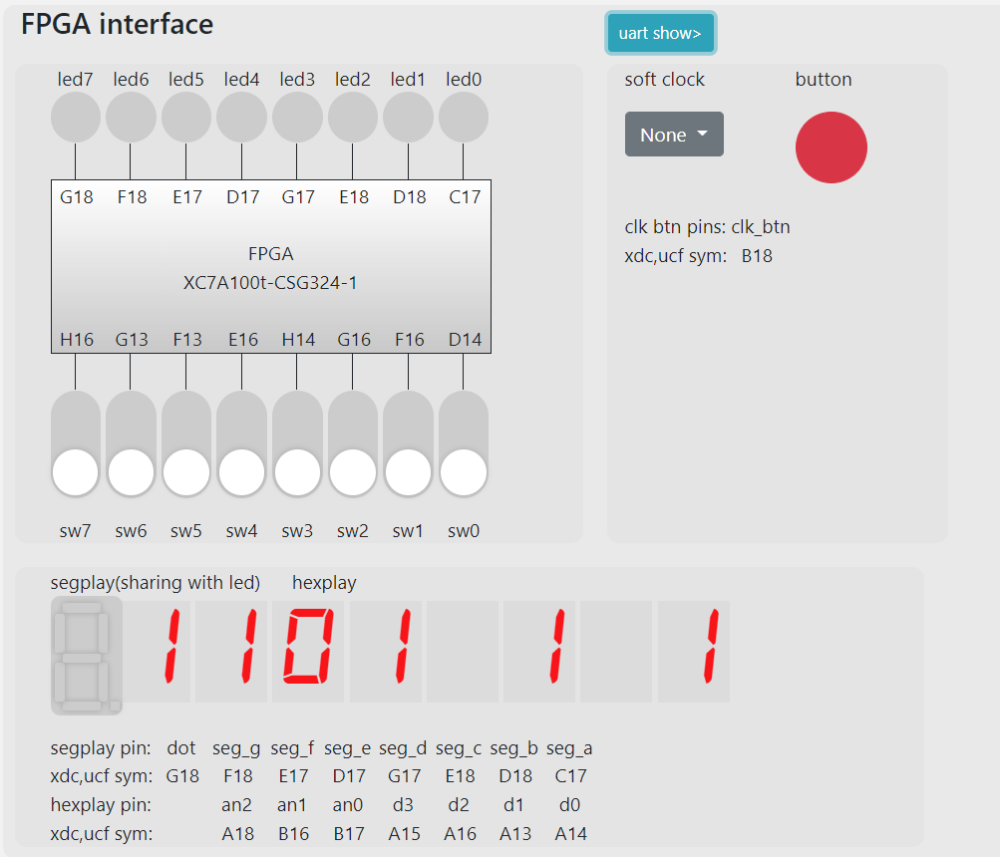 FPGA interface
uart show>
led7 led6 led5 led4 led3 led2 led1 led0
G18 F18 E17 D17 G17 E18 D18 C17
FPGA
XC7A100t-CSG324-1
H16 G13 F13 E16 H14 G16 F16 D14
sw7 sw6 sw5 sw4 sw3 sw2 sw1 sw0
soft clock button
None
clk btn pins: clk_btn
xdc,ucf sym: B18
segplay(sharing with led) hexplay
1 1 0 1 1 1
segplay pin: dot seg_g seg_f seg_e seg_d seg_c seg_b seg_a
xdc,ucf sym: G18 F18 E17 D17 G17 E18 D18 C17
hexplay pin: an2 an1 an0 d3 d2 d1 d0
xdc,ucf sym: A18 B16 B17 A15 A16 A13 A14